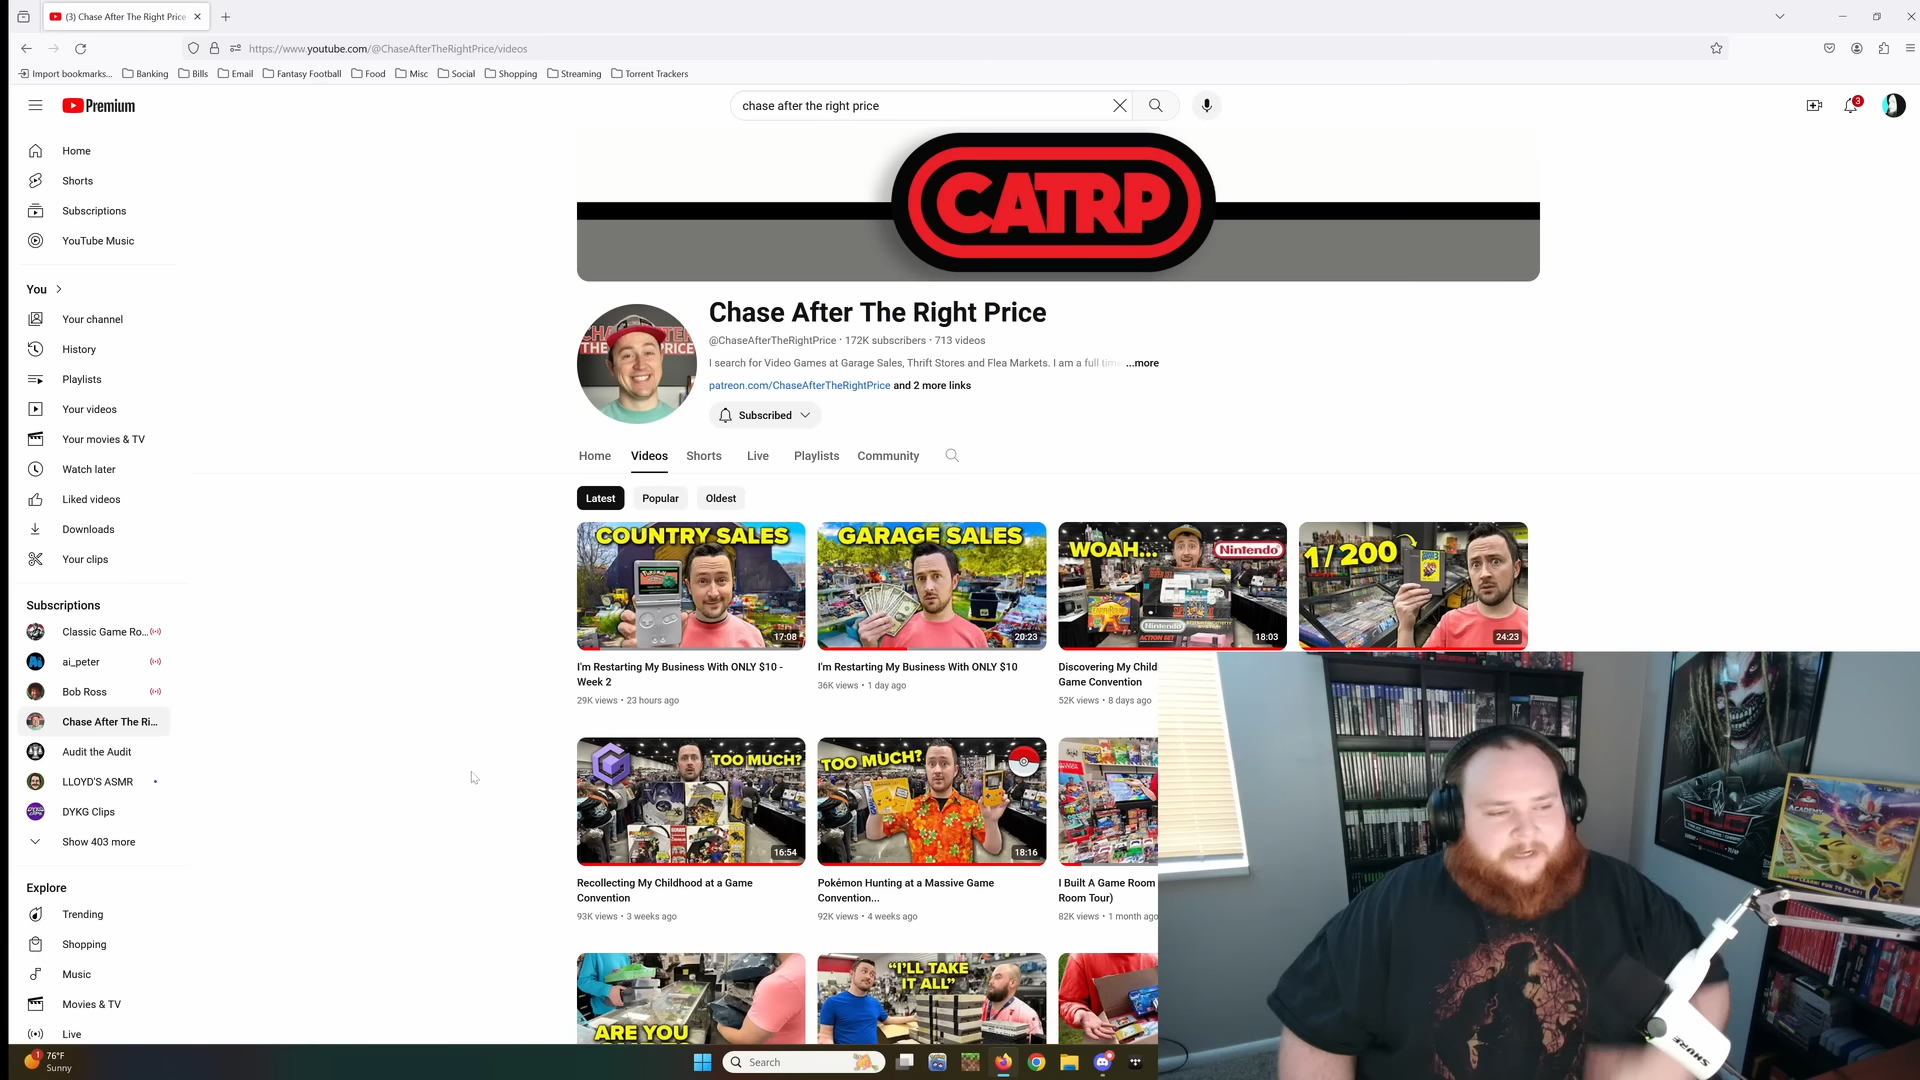 (3) Chase After The Right Price
https://www.youtube.com/@ChaseAfterTheRightPrice/videos
Import bookmarks...
Banking
Bills
Email
Fantasy Football
Food
Misc
Social
Shopping
Streaming
Torrent Trackers
Premium
chase after the right price
3
Home
Shorts
Subscriptions
YouTube Music
You
Your channel
History
Playlists
Your videos
Your movies & TV
Watch later
Liked videos
Downloads
Your clips
Subscriptions
Classic Game Ro...
ai_peter
Bob Ross
Chase After The Ri...
Audit the Audit
LLOYD'S ASMR
DYKG Clips
Show 403 more
Explore
Trending
Shopping
Music
Movies & TV
Live
CATRP
Chase After The Right Price
@ChaseAfterTheRightPrice • 172K subscribers • 713 videos
I search for Video Games at Garage Sales, Thrift Stores and Flea Markets. I am a full time ...more
patreon.com/ChaseAfterTheRightPrice and 2 more links
Subscribed
Home
Videos
Shorts
Live
Playlists
Community
Latest
Popular
Oldest
COUNTRY SALES
17:08
I'm Restarting My Business With ONLY $10 -
Week 2
29K views • 23 hours ago
GARAGE SALES
20:23
I'm Restarting My Business With ONLY $10
36K views • 1 day ago
WOAH...
Nintendo
Nintendo
ACTION SET
18:03
Discovering My Child
Game Convention
52K views • 8 days ago
1/200
24:23
TOO MUCH?
16:54
Recollecting My Childhood at a Game
Convention
93K views • 3 weeks ago
TOO MUCH?
18:16
Pokémon Hunting at a Massive Game
Convention...
92K views • 4 weeks ago
I Built A Game Room
Room Tour)
82K views • 1 month ago
ARE YOU
"I'LL TAKE
IT ALL"
TLC
ACADEMY
SHURE
1
76°F
Sunny
Search